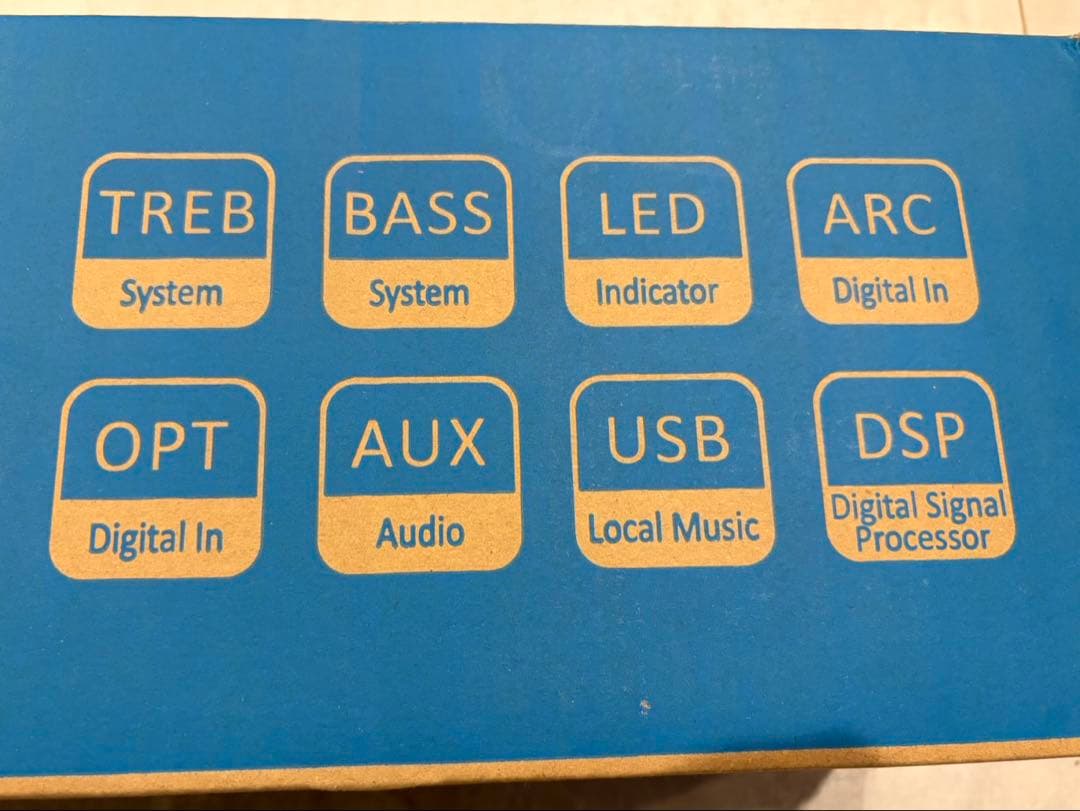 TREB
System
BASS
System
LED
Indicator
ARC
Digital In
OPT
Digital In
AUX
Audio
USB
Local Music
DSP
Digital Signal
Processor